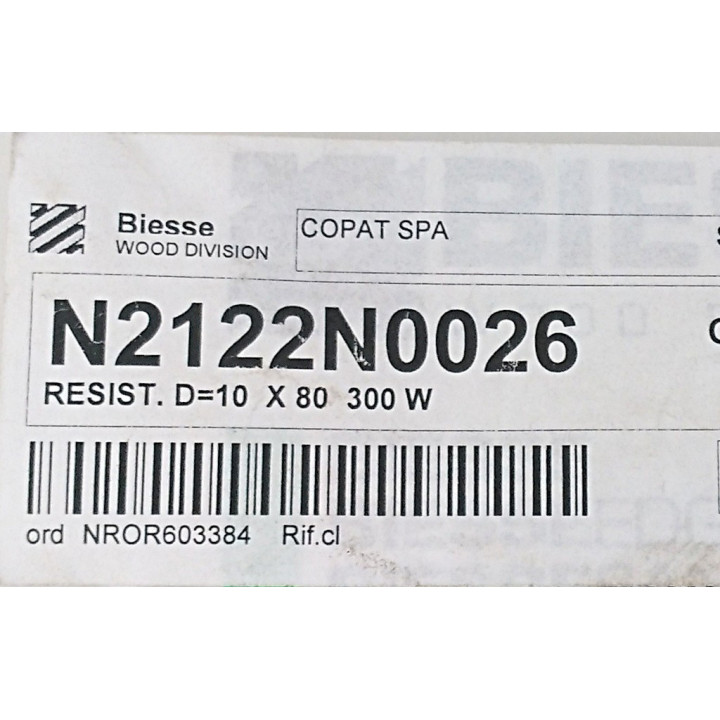 Biesse
WOOD DIVISION
COPAT SPA
N2122N0026
RESIST. D=10 X 80 300 W
ord NROR603384 Rif.cl